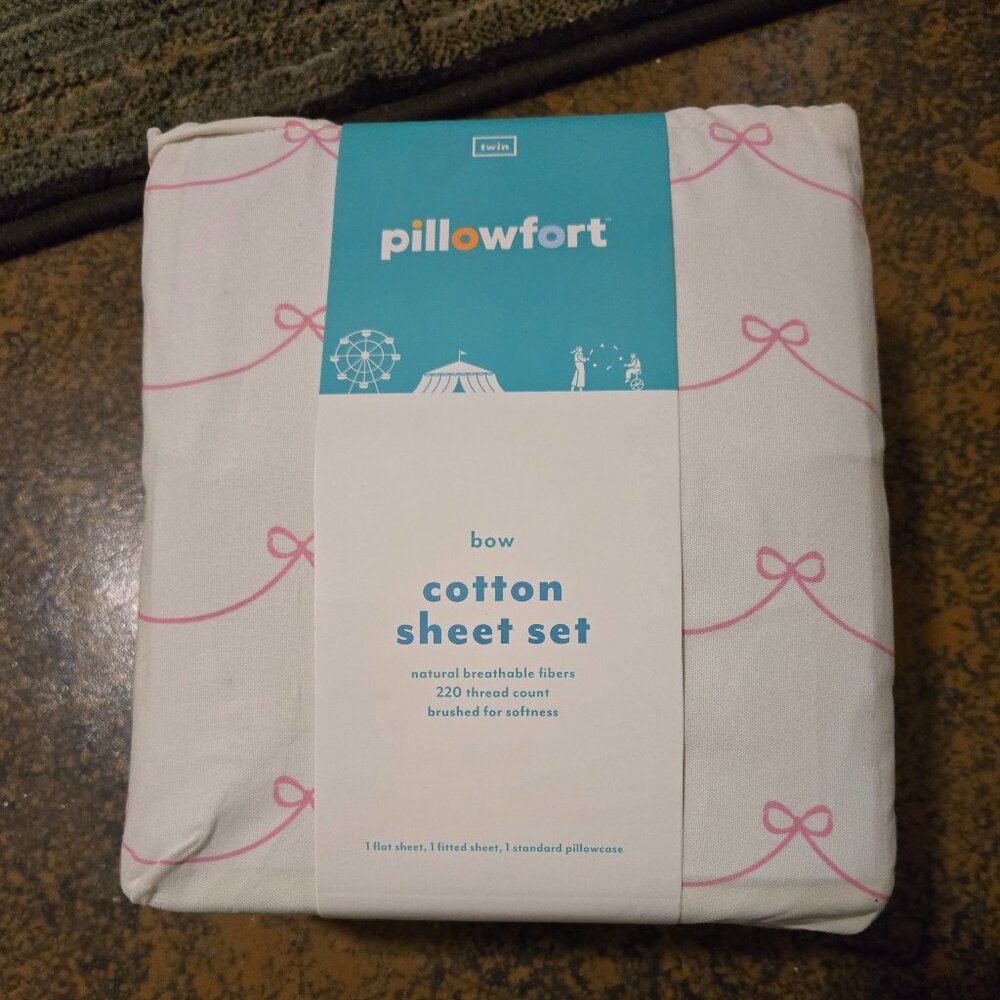 twin
pillowfort™
bow
cotton
sheet set
natural breathable fibers
220 thread count
brushed for softness
1 flat sheet, 1 fitted sheet, 1 standard pillowcase